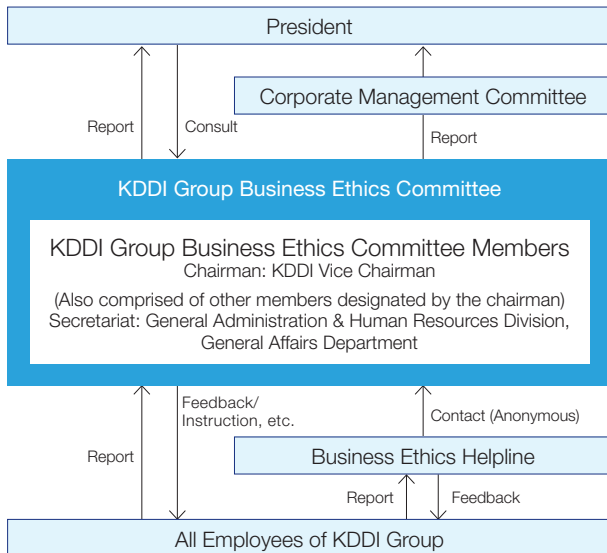 President
Corporate Management Committee
Report
Consult
Report
KDDI Group Business Ethics Committee
KDDI Group Business Ethics Committee Members
Chairman: KDDI Vice Chairman
(Also comprised of other members designated by the chairman)
Secretariat: General Administration & Human Resources Division,
General Affairs Department
Feedback/
Instruction, etc.
Contact (Anonymous)
Report
Business Ethics Helpline
Report
Feedback
All Employees of KDDI Group